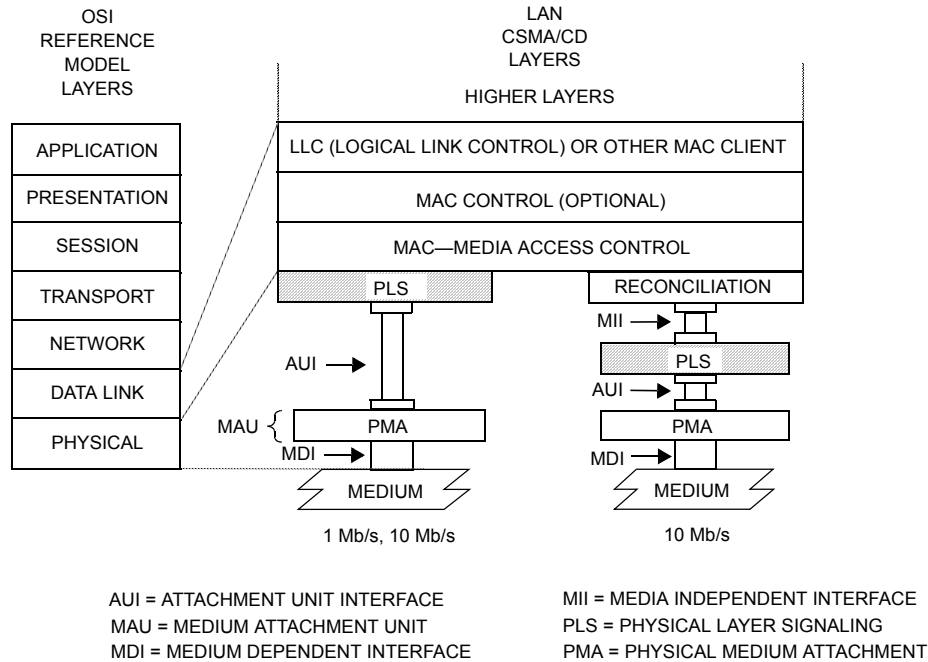 OSI
REFERENCE
MODEL
LAYERS
LAN
CSMA/CD
LAYERS
HIGHER LAYERS
APPLICATION
PRESENTATION
SESSION
TRANSPORT
NETWORK
DATA LINK
PHYSICAL
LLC (LOGICAL LINK CONTROL) OR OTHER MAC CLIENT
MAC CONTROL (OPTIONAL)
MAC—MEDIA ACCESS CONTROL
PLS
AUI
MAU
PMA
MDI
MEDIUM
1 Mb/s, 10 Mb/s
RECONCILIATION
MII
PLS
AUI
PMA
MDI
MEDIUM
10 Mb/s
AUI = ATTACHMENT UNIT INTERFACE
MAU = MEDIUM ATTACHMENT UNIT
MDI = MEDIUM DEPENDENT INTERFACE
MII = MEDIA INDEPENDENT INTERFACE
PLS = PHYSICAL LAYER SIGNALING
PMA = PHYSICAL MEDIUM ATTACHMENT